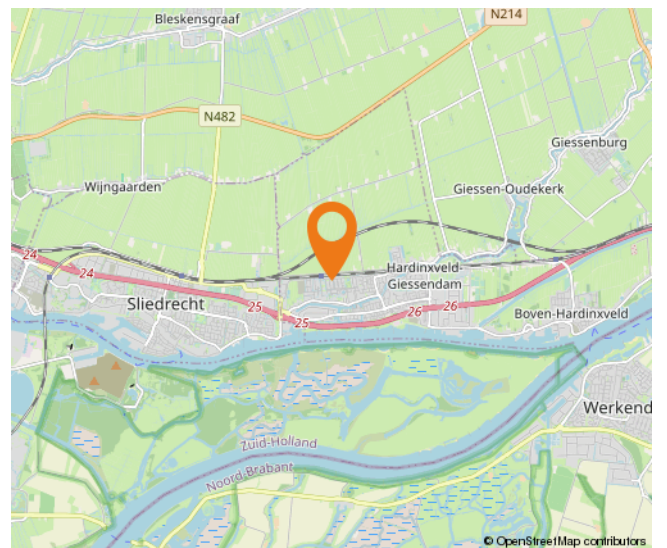 Bleskensgraaf
N214
N482
Giessenburg
Wijngaarden
Giessen-Oudekerk
24
24
Hardinxveld-
Giessendam
Sliedrecht
25
25
26
26
Boven-Hardinxveld
Werkend
Zuid-Holland
Noord Brabant
© OpenStreetMap contributors